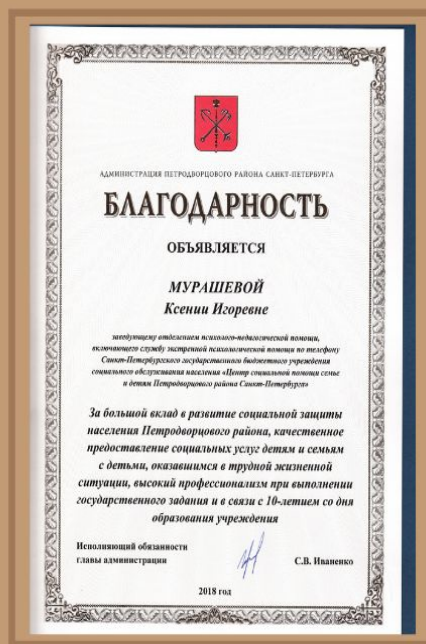 АДМИНИСТРАЦИЯ ПЕТРОДВОРЦОВОГО РАЙОНА САНКТ-ПЕТЕРБУРГА
БЛАГОДАРНОСТЬ
ОБЪЯВЛЯЕТСЯ
МУРАШЕВОЙ
Ксении Игоревне
заведующему отделением психолого-педагогической помощи,
включающего службу экстренной психологической помощи по телефону
Санкт-Петербургского государственного бюджетного учреждения
социального обслуживания населения «Центр социальной помощи семье
и детям Петродворцового района Санкт-Петербурга»
За большой вклад в развитие социальной защиты
населения Петродворцового района, качественное
предоставление социальных услуг детям и семьям
с детьми, оказавшимся в трудной жизненной
ситуации, высокий профессионализм при выполнении
государственного задания и в связи с 10-летием со дня
образования учреждения
Исполняющий обязанности
главы администрации
С.В. Иваненко
2018 год